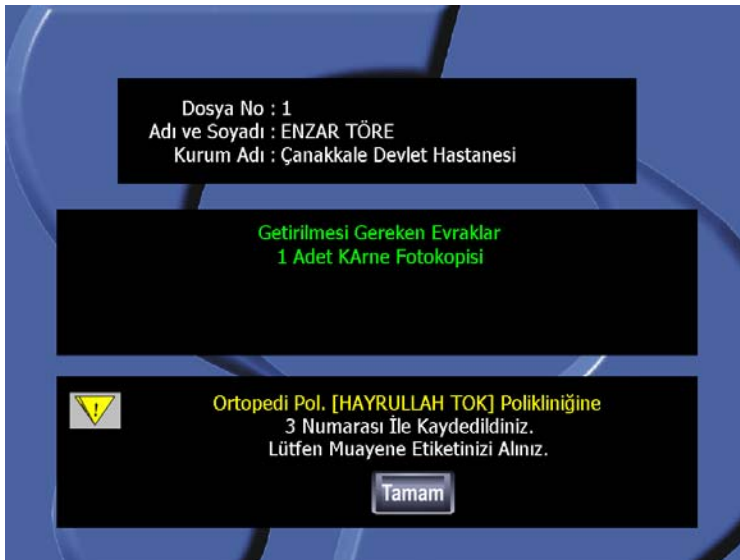 Dosya No : 1
Adı ve Soyadı : ENZAR TÖRE
Kurum Adı : Çanakkale Devlet Hastanesi
Getirilmesi Gereken Evraklar
1 Adet KArne Fotokopisi
Ortopedi Pol. [HAYRULLAH TOK] Polikliniğine
3 Numarası İle Kaydedildiniz.
Lütfen Muayene Etiketinizi Alınız.
Tamam